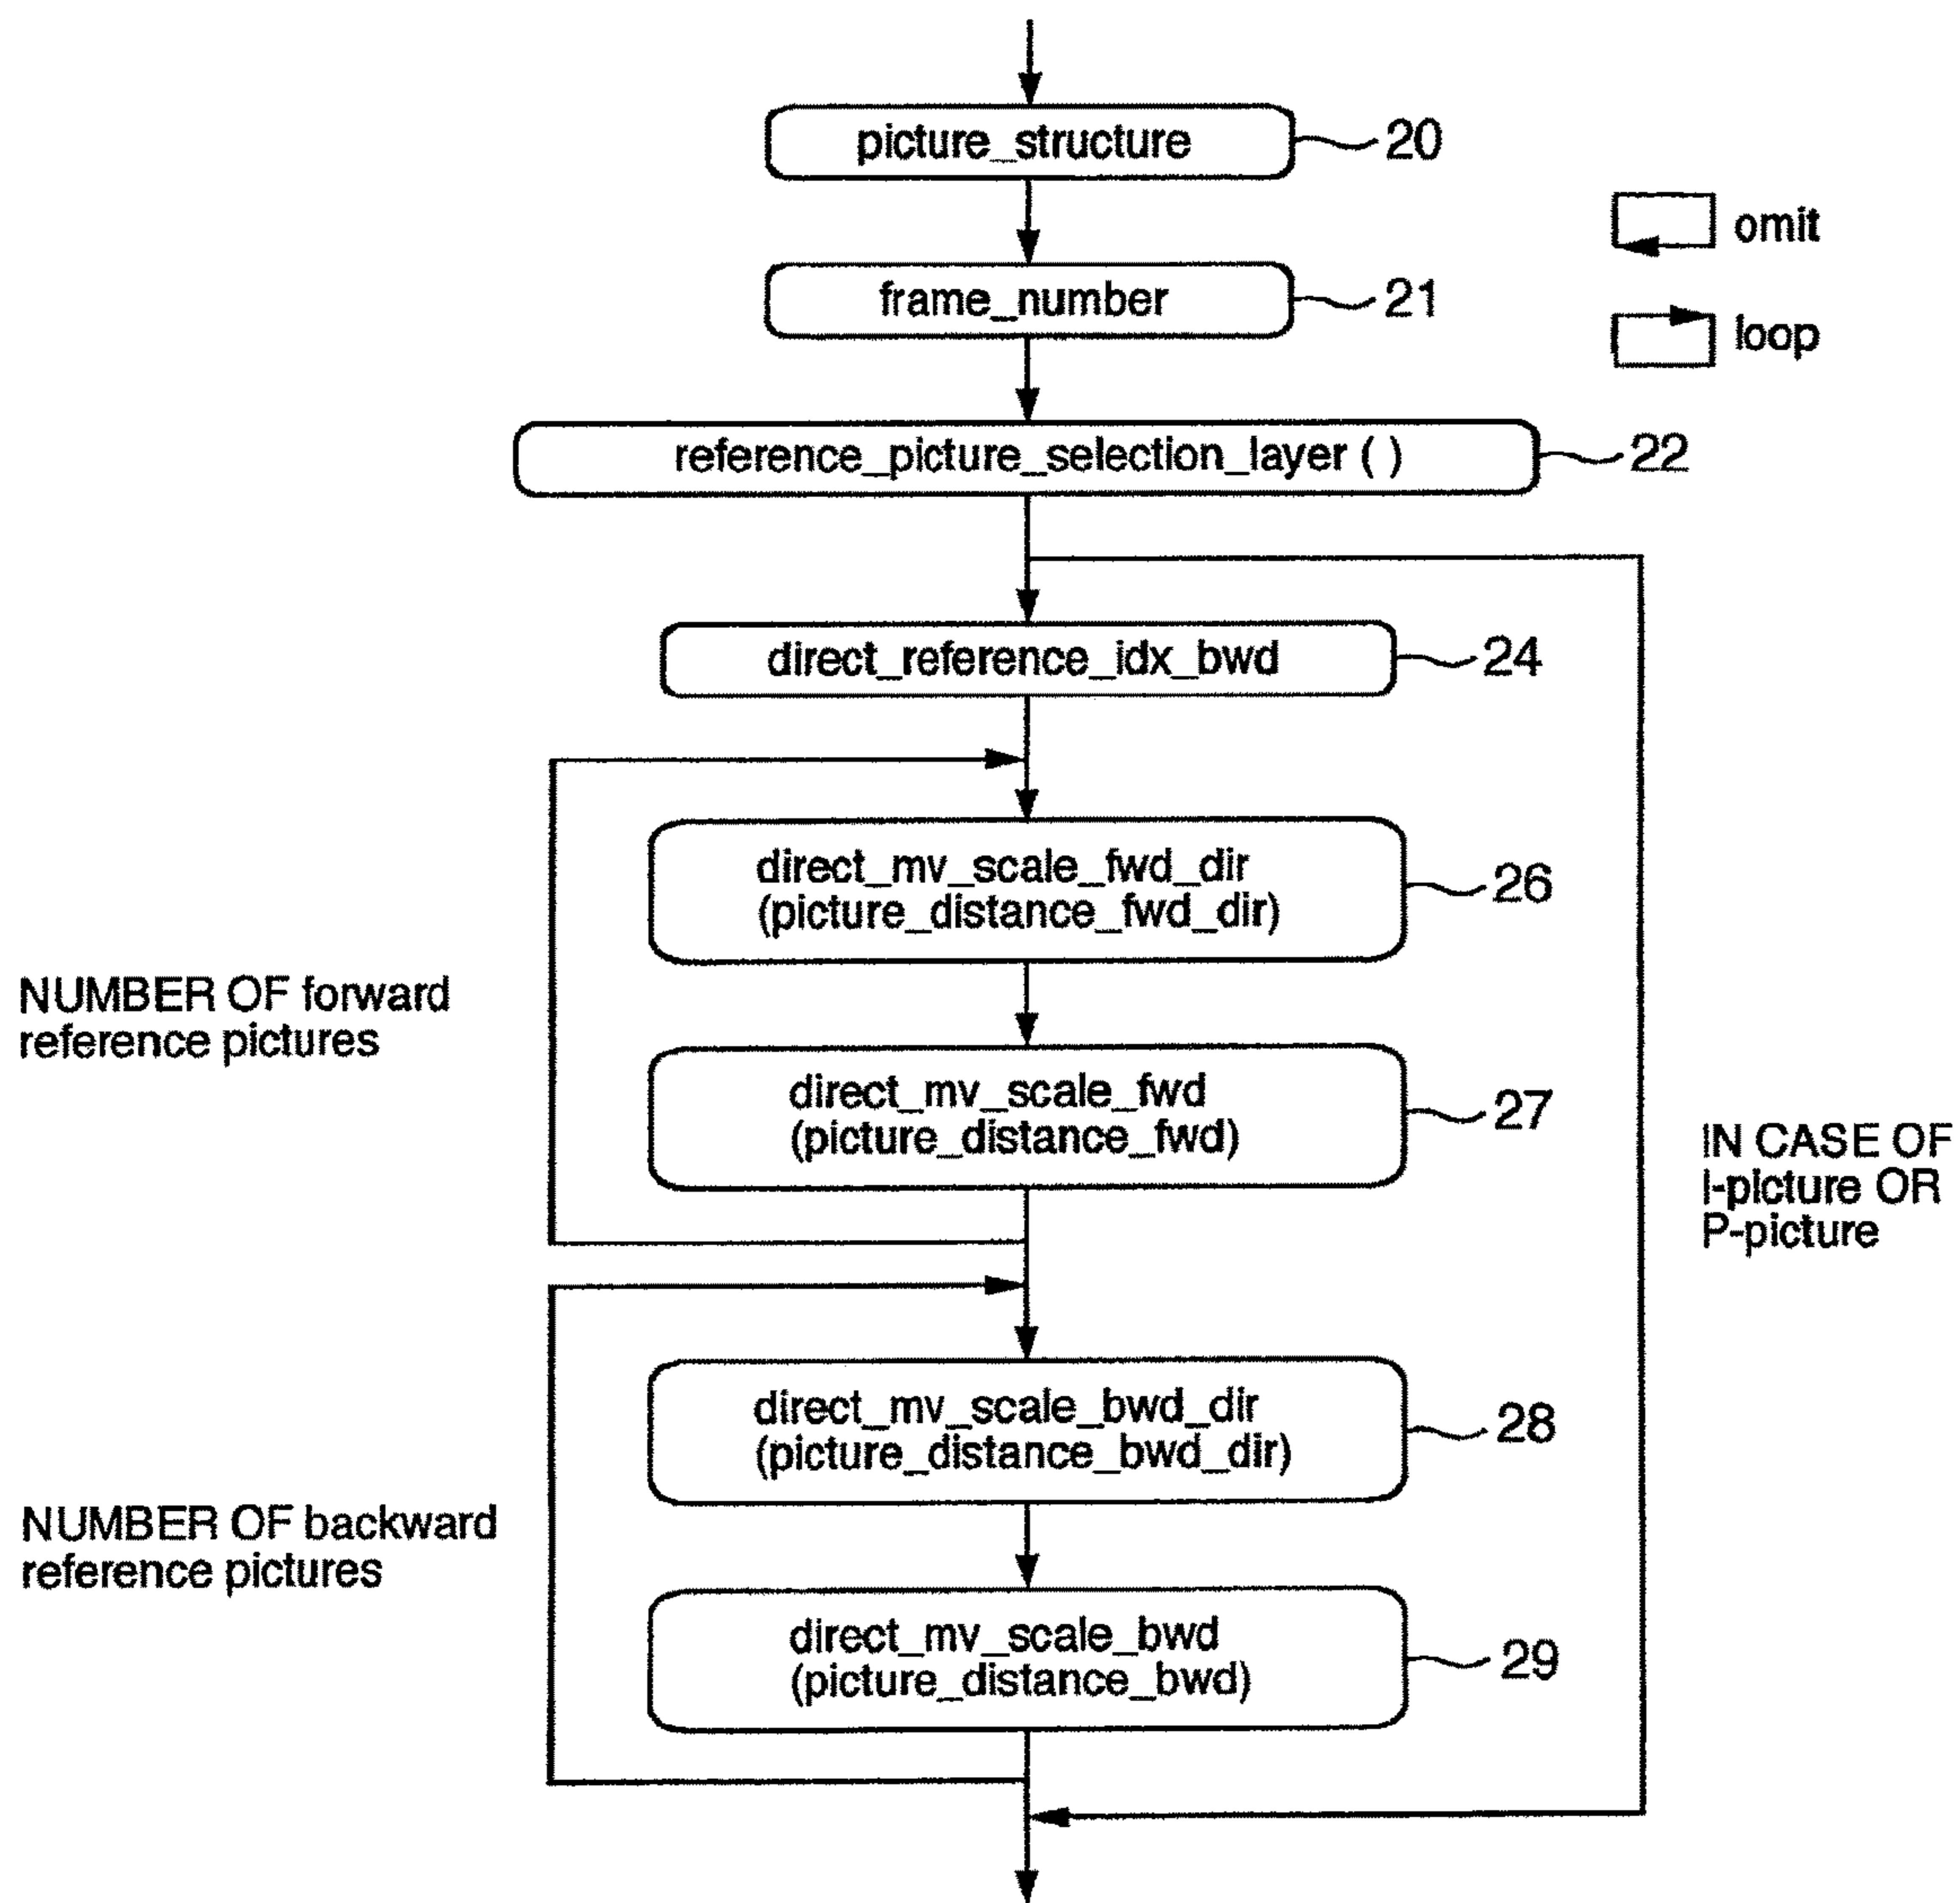 picture_structure
20
omit
frame_number
21
loop
reference_picture_selection_layer ( )
22
direct_reference_idx_bwd
24
direct_mv_scale_fwd_dir
(picture_distance_fwd_dir)
26
NUMBER OF forward
reference pictures
direct_mv_scale_fwd
(picture_distance_fwd)
27
IN CASE OF
I-picture OR
P-picture
direct_mv_scale_bwd_dir
(picture_distance_bwd_dir)
28
NUMBER OF backward
reference pictures
direct_mv_scale_bwd
(picture_distance_bwd)
29